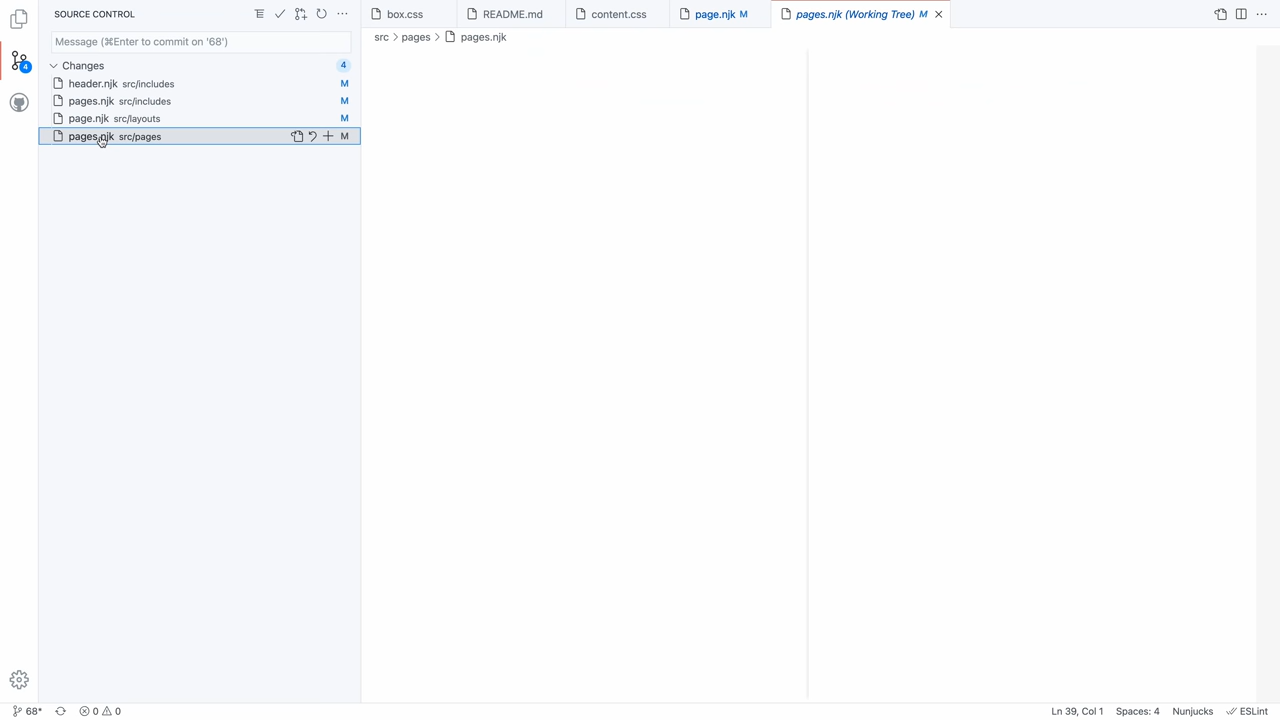 SOURCE CONTROL
Message (⌘Enter to commit on '68')
Changes 4
header.njk src/includes M
pages.njk src/includes M
page.njk src/layouts M
pages.njk src/pages M
4
box.css README.md content.css page.njk M pages.njk (Working Tree) M
src > pages > pages.njk
68* 0 0 Ln 39, Col 1 Spaces: 4 Nunjucks ESLint